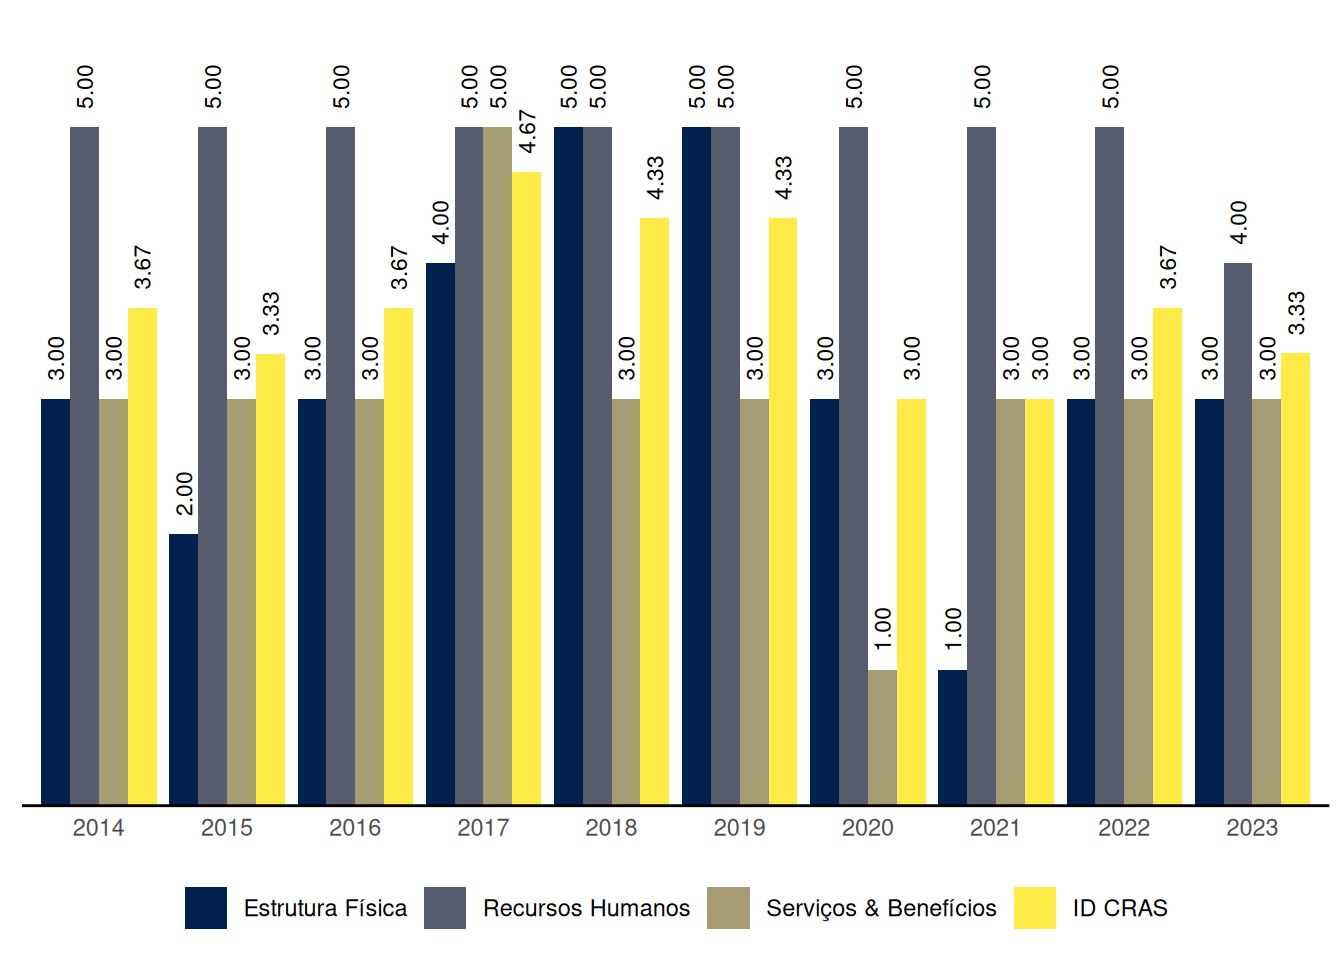 5.00 5.00 5.00 5.00 5.00 5.00 5.00 5.00 5.00 5.00 5.00 5.00
4.67
4.33 4.33
4.00 4.00
3.67 3.67 3.67
3.33 3.33
3.00 3.00 3.00 3.00 3.00 3.00 3.00 3.00 3.00 3.00 3.00 3.00 3.00 3.00 3.00
2.00
1.00 1.00
2014 2015 2016 2017 2018 2019 2020 2021 2022 2023
Estrutura Física Recursos Humanos Serviços & Benefícios ID CRAS